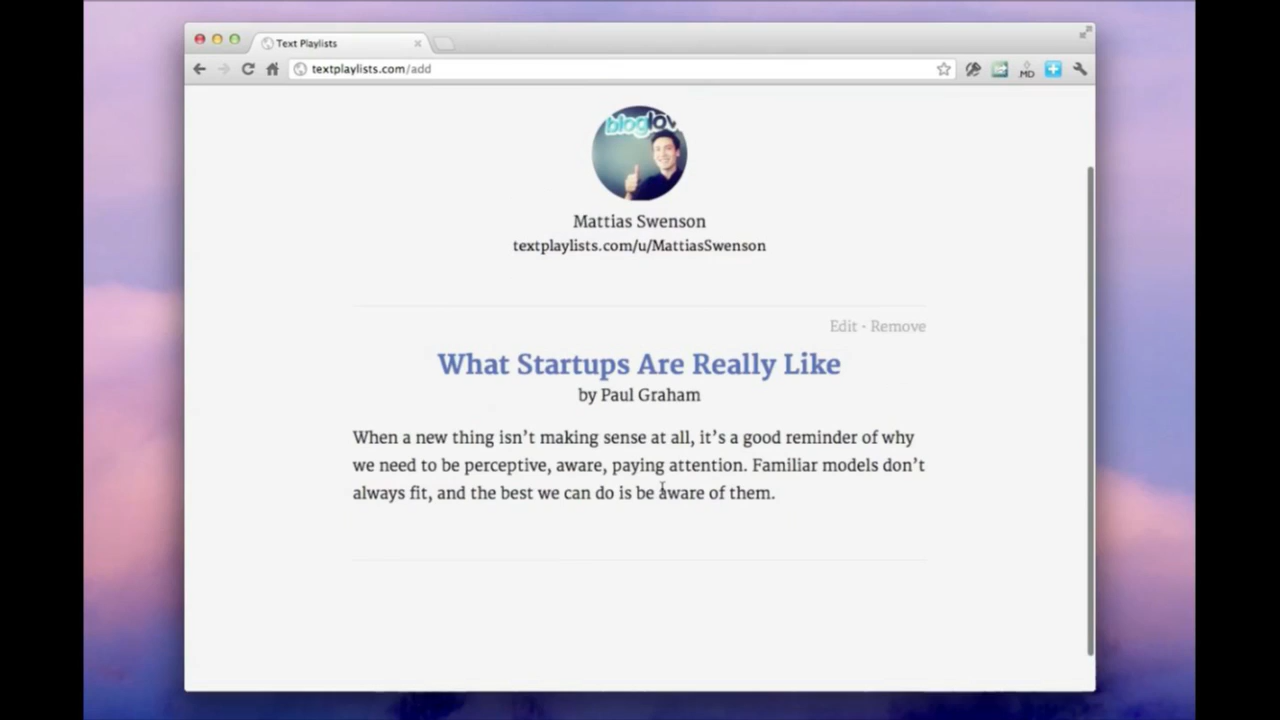 Text Playlists
textplaylists.com/add
MD
bloglov
Mattias Swenson
textplaylists.com/u/MattiasSwenson
Edit · Remove
What Startups Are Really Like
by Paul Graham
When a new thing isn’t making sense at all, it’s a good reminder of why
we need to be perceptive, aware, paying attention. Familiar models don’t
always fit, and the best we can do is be aware of them.